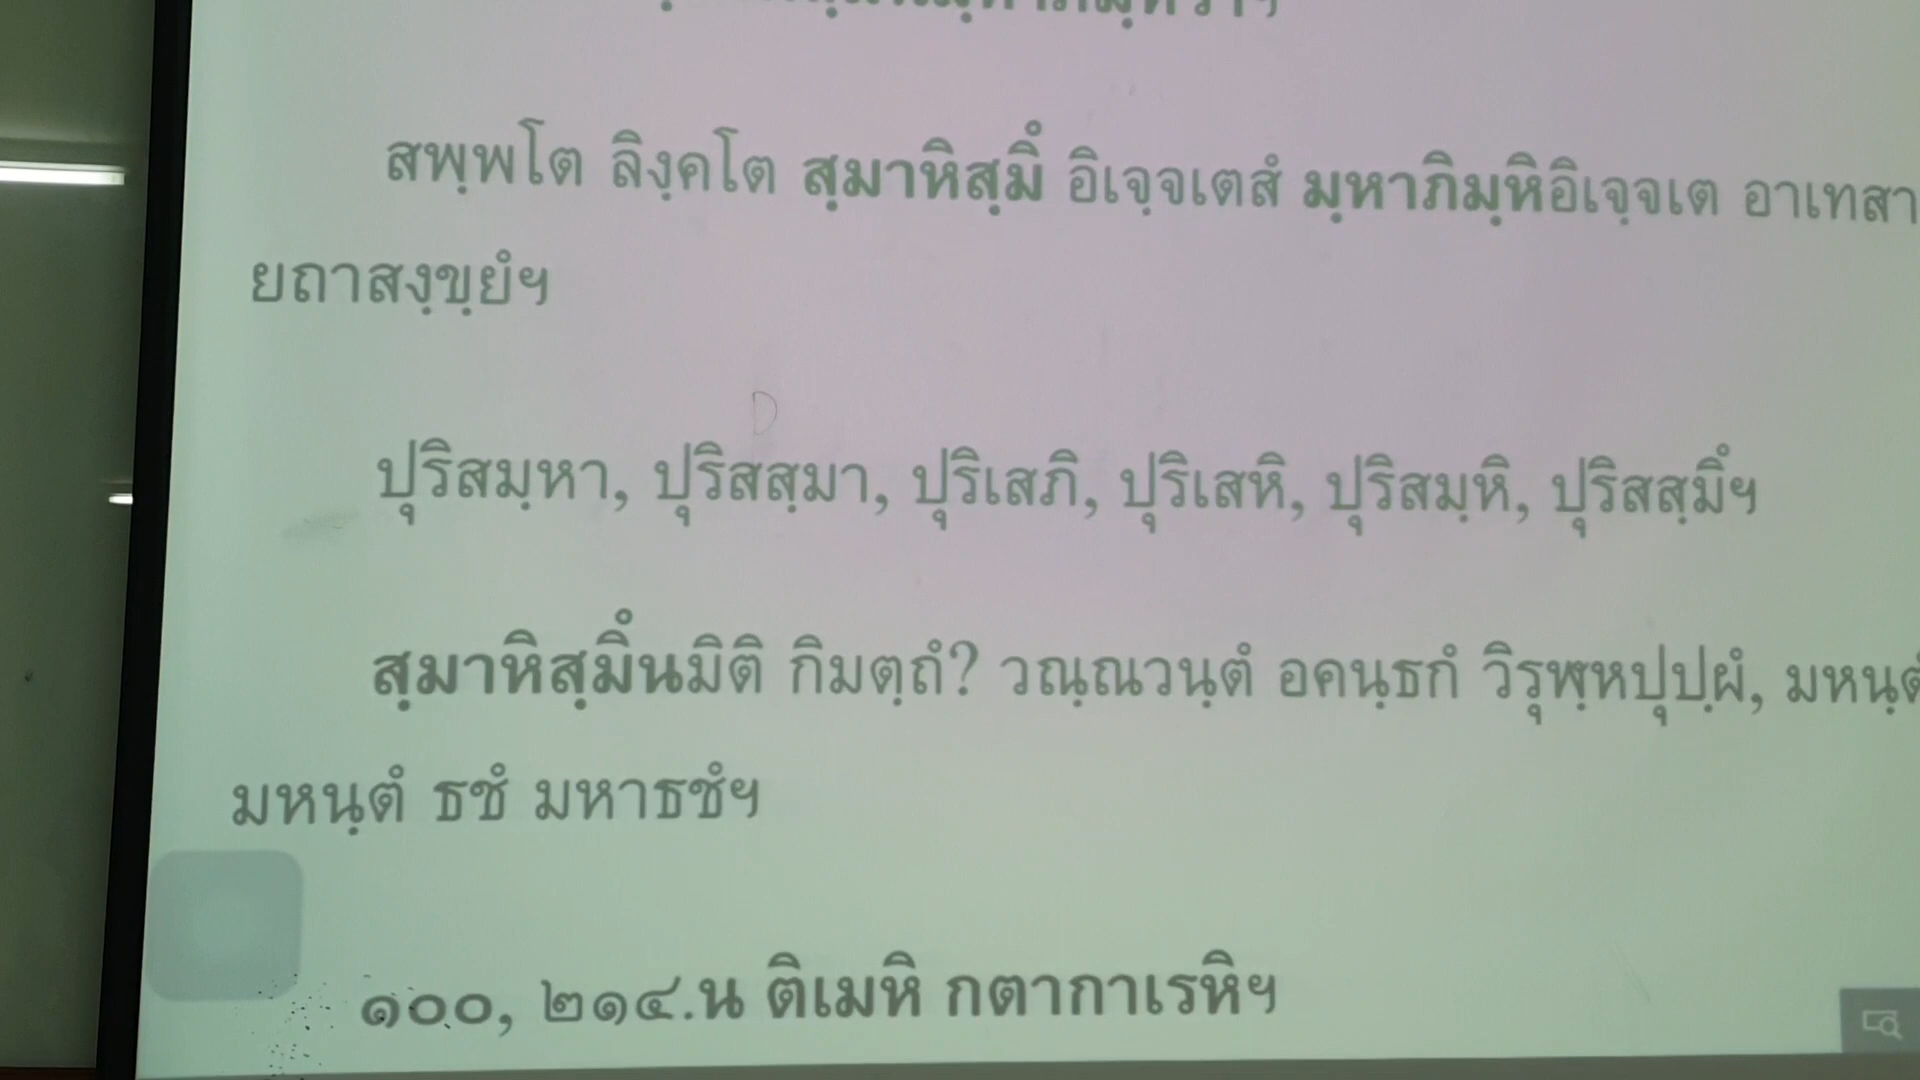 สพฺพโต ลิงฺคโต สฺมาหิสฺมึ อิเจฺจเตสํ มฺหาภิมฺหิอิเจฺจเต อาเทสา
ยถาสงฺขฺยํฯ
ปุริสมฺหา, ปุริสสฺมา, ปุริเสภิ, ปุริเสหิ, ปุริสมฺหิ, ปุริสสฺมึฯ
สฺมาหิสฺมึนมิติ กิมตฺถํ? วณฺณวนฺตํ อคนฺธกํ วิรุฬฺหปุปฺผํ, มหนฺตํ
มหนฺตํ ธชํ มหาธชํฯ
๑๐๐, ๒๑๔.น ติเมหิ กตากาเรหิฯ